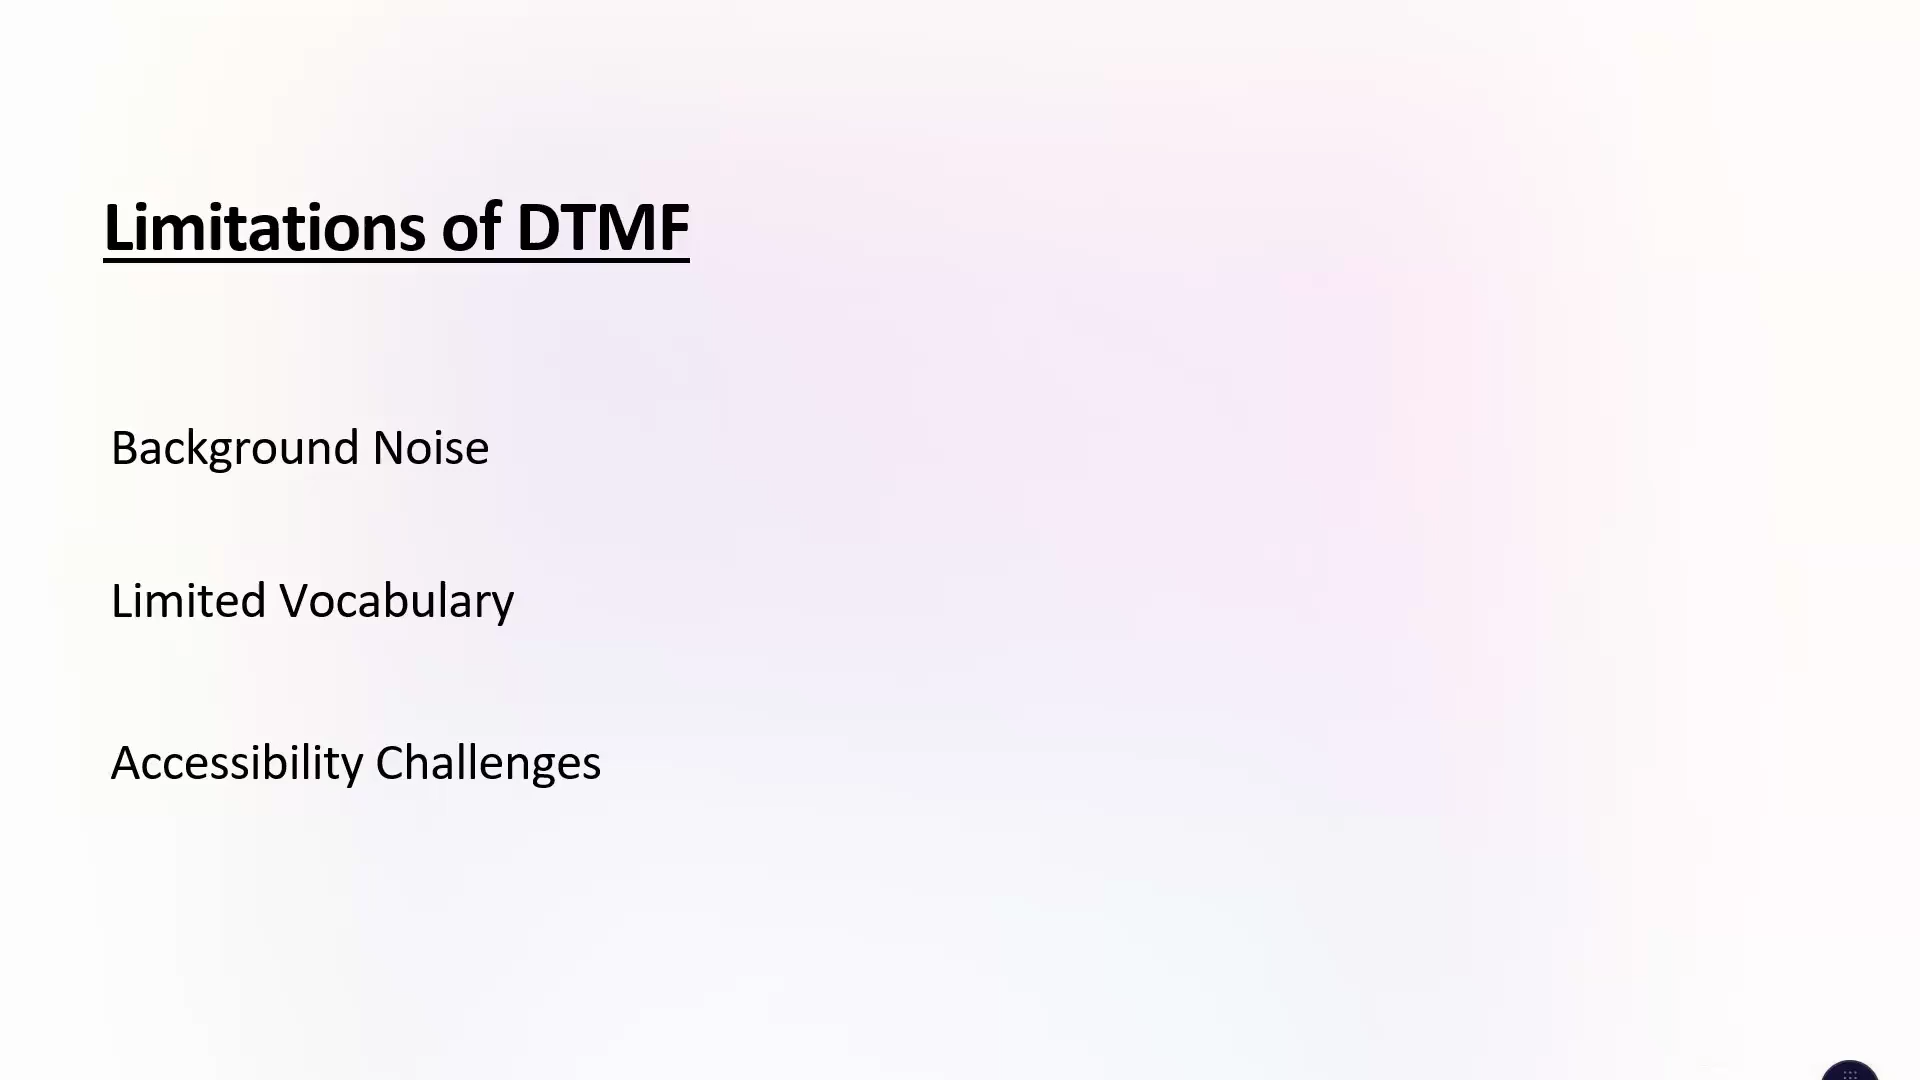 Limitations of DTMF
Background Noise
Limited Vocabulary
Accessibility Challenges